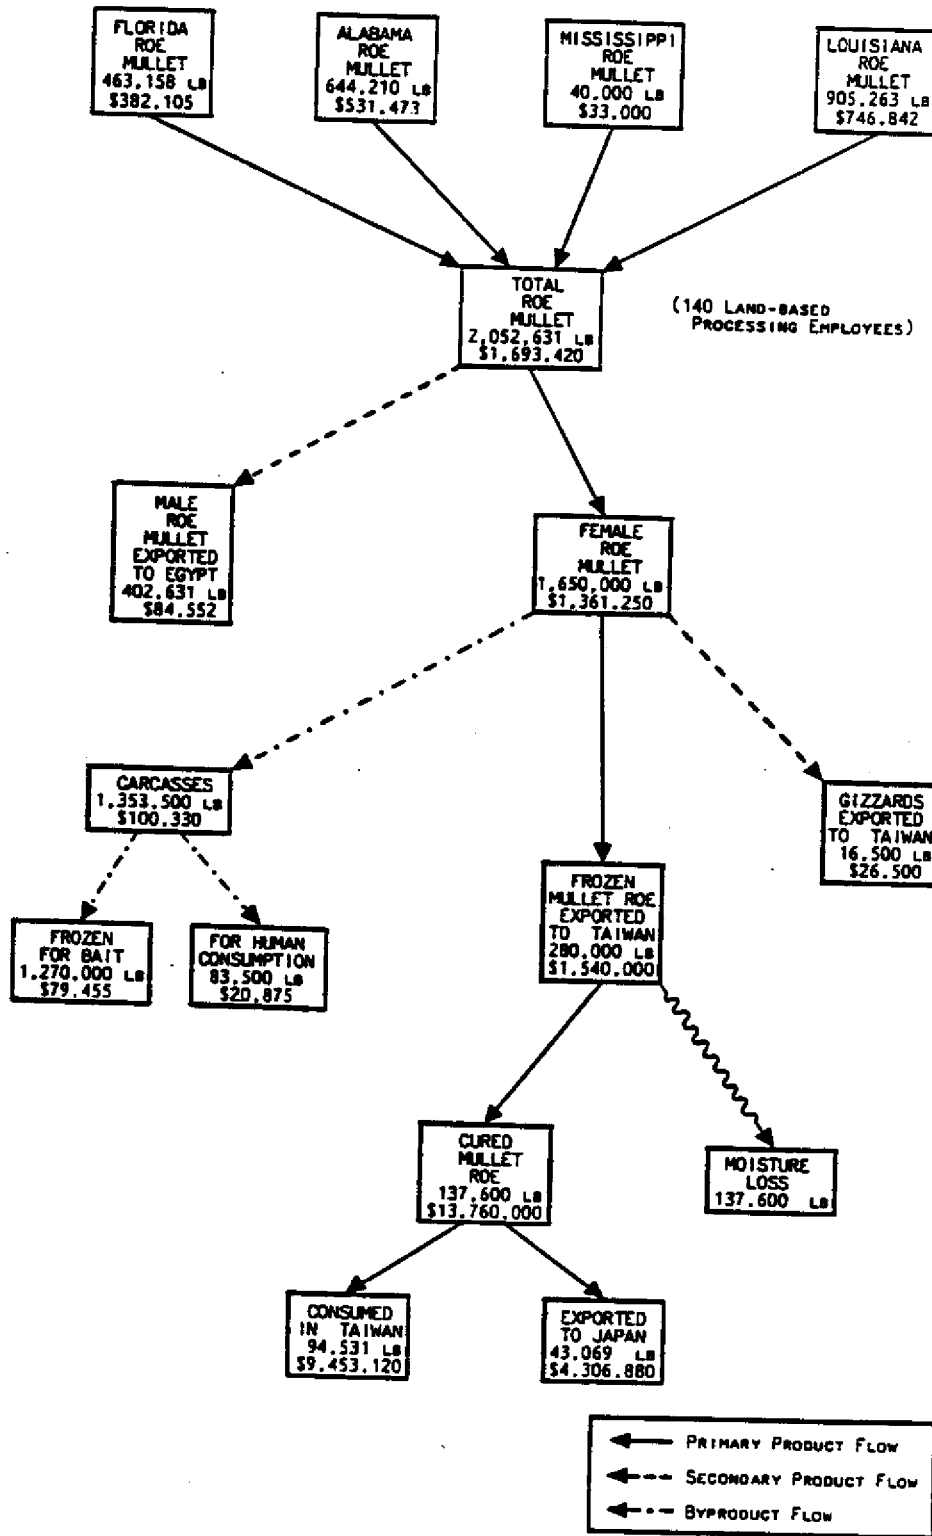 FLORIDA
ROE
MULLET
463,158 LB
$382,105
ALABAMA
ROE
MULLET
644,210 LB
$531,473
MISSISSIPPI
ROE
MULLET
40,000 LB
$33,000
LOUISIANA
ROE
MULLET
905,263 LB
$746,842
TOTAL
ROE
MULLET
2,052,631 LB
$1,693,420
(140 LAND-BASED
PROCESSING EMPLOYEES)
MALE
ROE
MULLET
EXPORTED
TO EGYPT
402,631 LB
$84,552
FEMALE
ROE
MULLET
1,650,000 LB
$1,361,250
CARCASSES
1,353,500 LB
$100,330
GIZZARDS
EXPORTED
TO TAIWAN
16,500 LB
$26,500
FROZEN
FOR BAIT
1,270,000 LB
$79,455
FOR HUMAN
CONSUMPTION
83,500 LB
$20,875
FROZEN
MULLET ROE
EXPORTED
TO TAIWAN
280,000 LB
$1,540,000
CURED
MULLET
ROE
137,600 LB
$13,760,000
MOISTURE
LOSS
137,600 LB
CONSUMED
IN TAIWAN
94,531 LB
$9,453,120
EXPORTED
TO JAPAN
43,069 LB
$4,306,880
PRIMARY PRODUCT FLOW
SECONDARY PRODUCT FLOW
BYPRODUCT FLOW